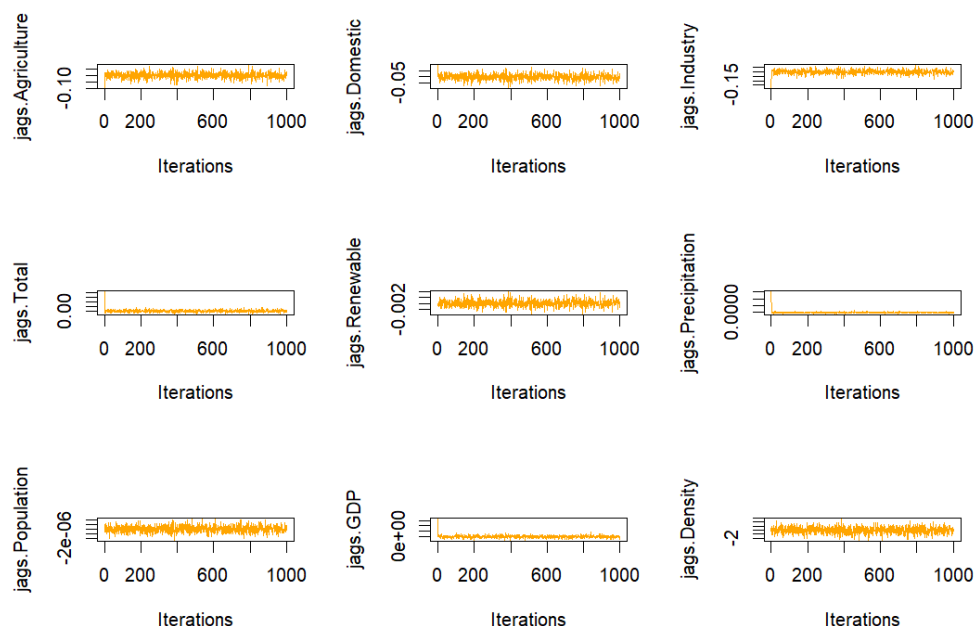 jags.Agriculture
-0.10
0 200 600 1000
Iterations
jags.Domestic
-0.05
0 200 600 1000
Iterations
jags.Industry
-0.15
0 200 600 1000
Iterations
jags.Total
0.00
0 200 600 1000
Iterations
jags.Renewable
-0.002
0 200 600 1000
Iterations
jags.Precipitation
0.0000
0 200 600 1000
Iterations
jags.Population
-2e-06
0 200 600 1000
Iterations
jags.GDP
0e+00
0 200 600 1000
Iterations
jags.Density
-2
0 200 600 1000
Iterations